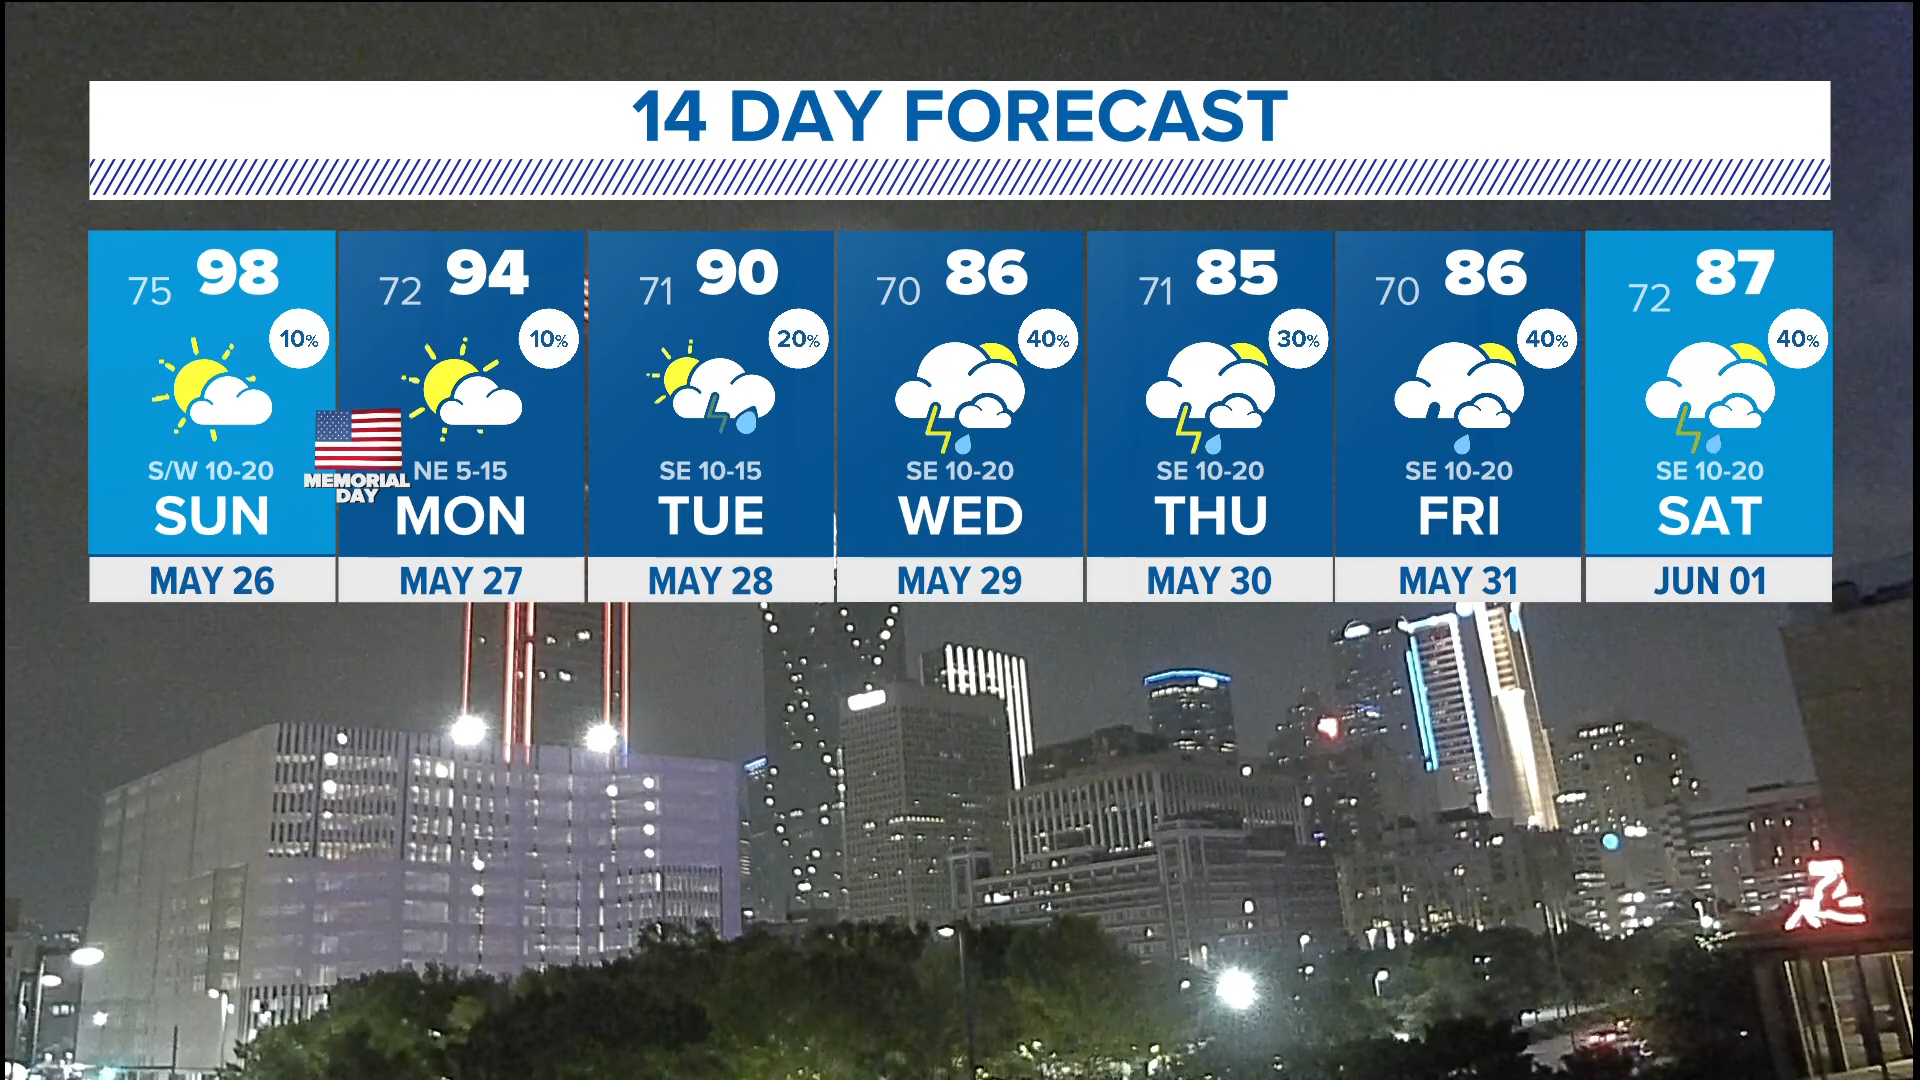 14 DAY FORECAST
75 98
10%
S/W 10-20
SUN
MAY 26
MEMORIAL
DAY
72 94
10%
NE 5-15
MON
MAY 27
71 90
20%
SE 10-15
TUE
MAY 28
70 86
40%
SE 10-20
WED
MAY 29
71 85
30%
SE 10-20
THU
MAY 30
70 86
40%
SE 10-20
FRI
MAY 31
72 87
40%
SE 10-20
SAT
JUN 01